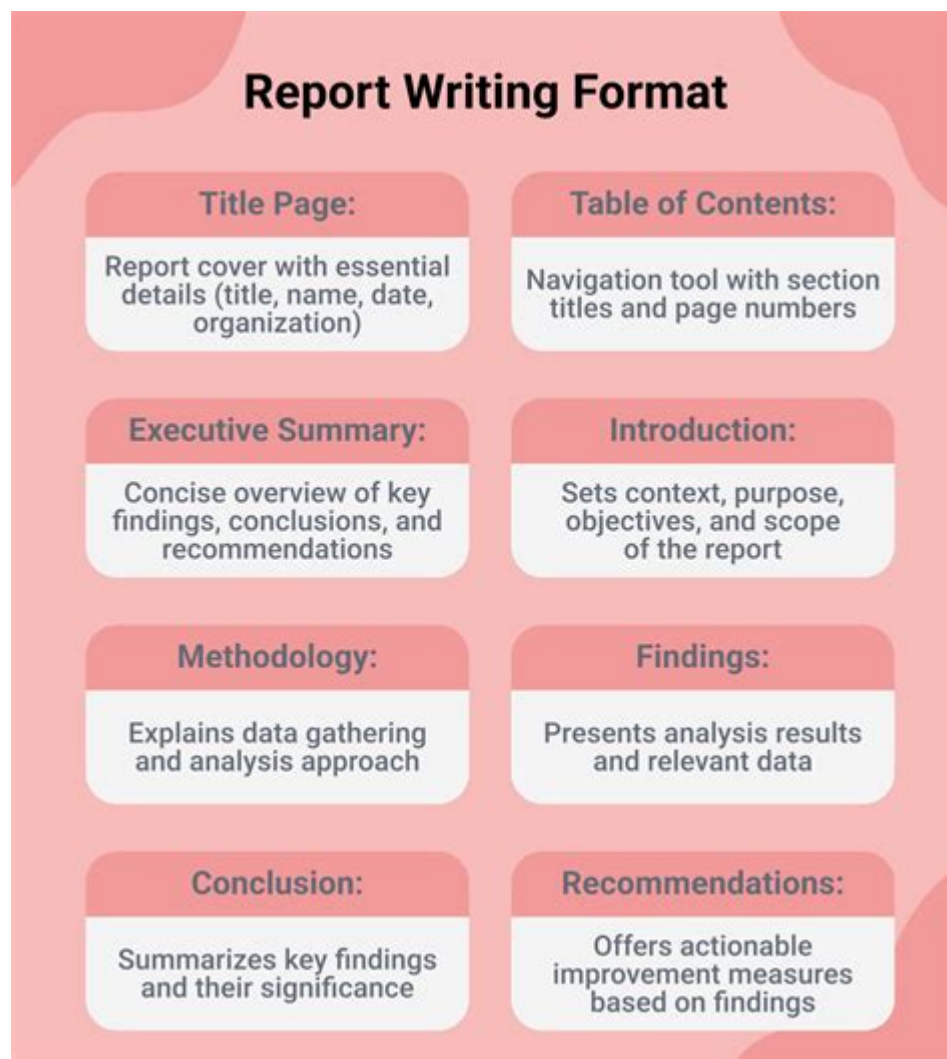 Report Writing Format
Title Page:
Report cover with essential
details (title, name, date,
organization)
Table of Contents:
Navigation tool with section
titles and page numbers
Executive Summary:
Concise overview of key
findings, conclusions, and
recommendations
Introduction:
Sets context, purpose,
objectives, and scope
of the report
Methodology:
Explains data gathering
and analysis approach
Findings:
Presents analysis results
and relevant data
Conclusion:
Summarizes key findings
and their significance
Recommendations:
Offers actionable
improvement measures
based on findings